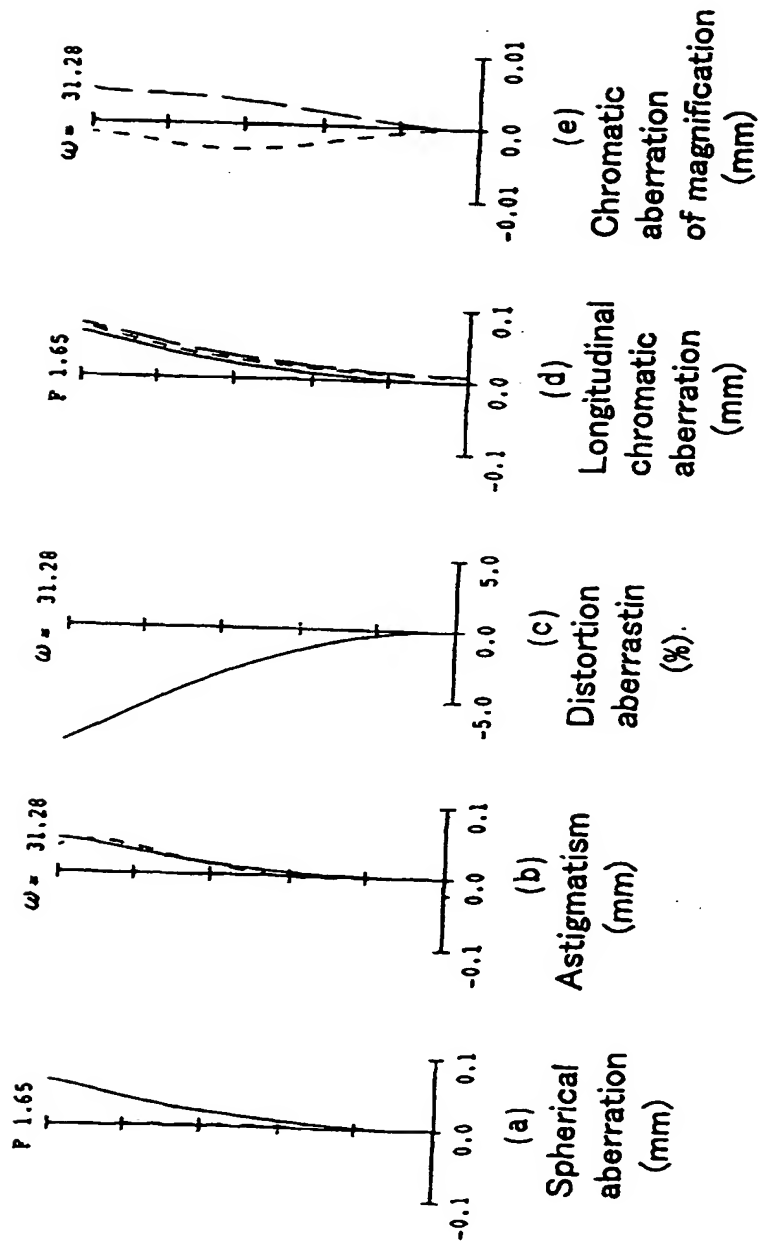 F 1.65
-0.1 0.0 0.1
(a)
Spherical
aberration
(mm)
ω= 31.28
-0.1 0.0 0.1
(b)
Astigmatism
(mm)
ω= 31.28
-5.0 0.0 5.0
(c)
Distortion
aberrastin
(%).
F 1.65
-0.1 0.0 0.1
(d)
Longitudinal
chromatic
aberration
(mm)
ω= 31.28
-0.01 0.0 0.01
(e)
Chromatic
aberration
of magnification
(mm)